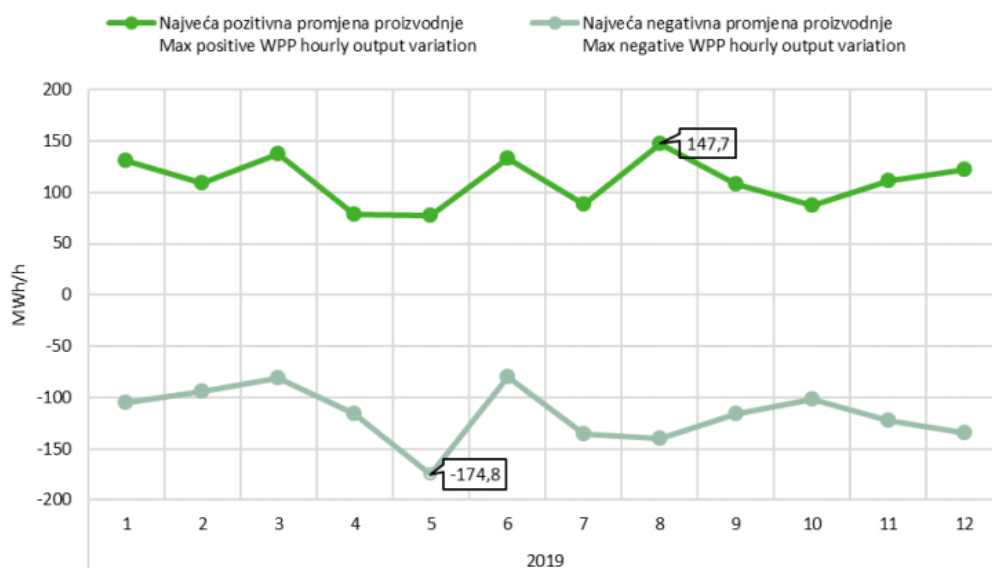 Najveća pozitivna promjena proizvodnje
Max positive WPP hourly output variation
Najveća negativna promjena proizvodnje
Max negative WPP hourly output variation
200
150
100
50
0
-50
-100
-150
-200
MWh/h
147,7
-174,8
1 2 3 4 5 6 7 8 9 10 11 12
2019